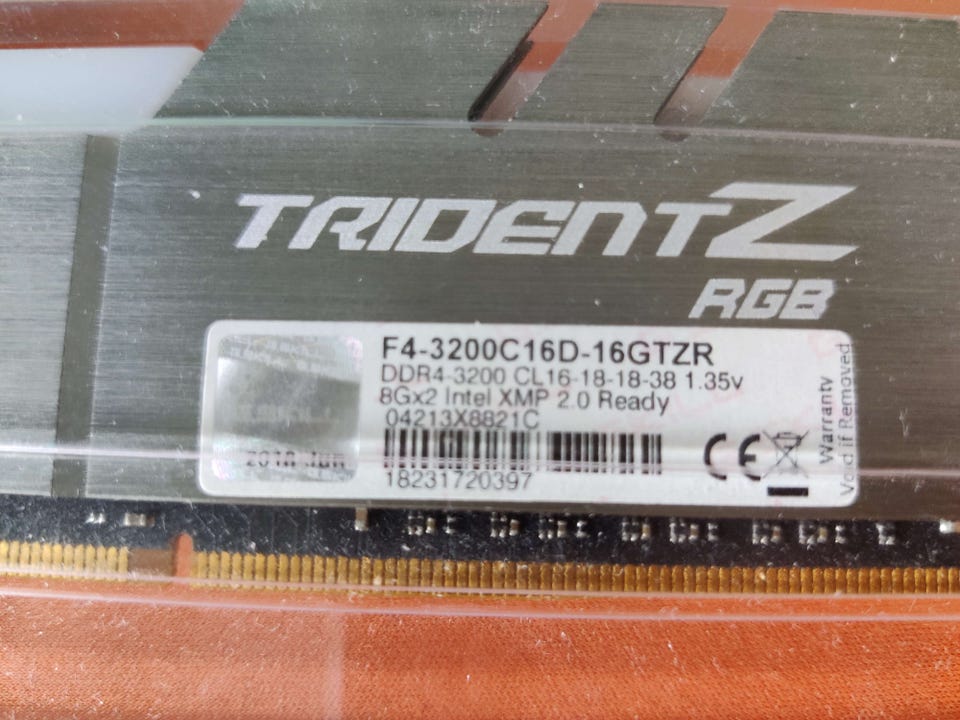 TRIDENTZ
RGB
F4-3200C16D-16GTZR
DDR4-3200 CL16-18-18-38 1.35v
8Gx2 Intel XMP 2.0 Ready
04213X8821C
18231720397
CE
Warranty
Void if Removed